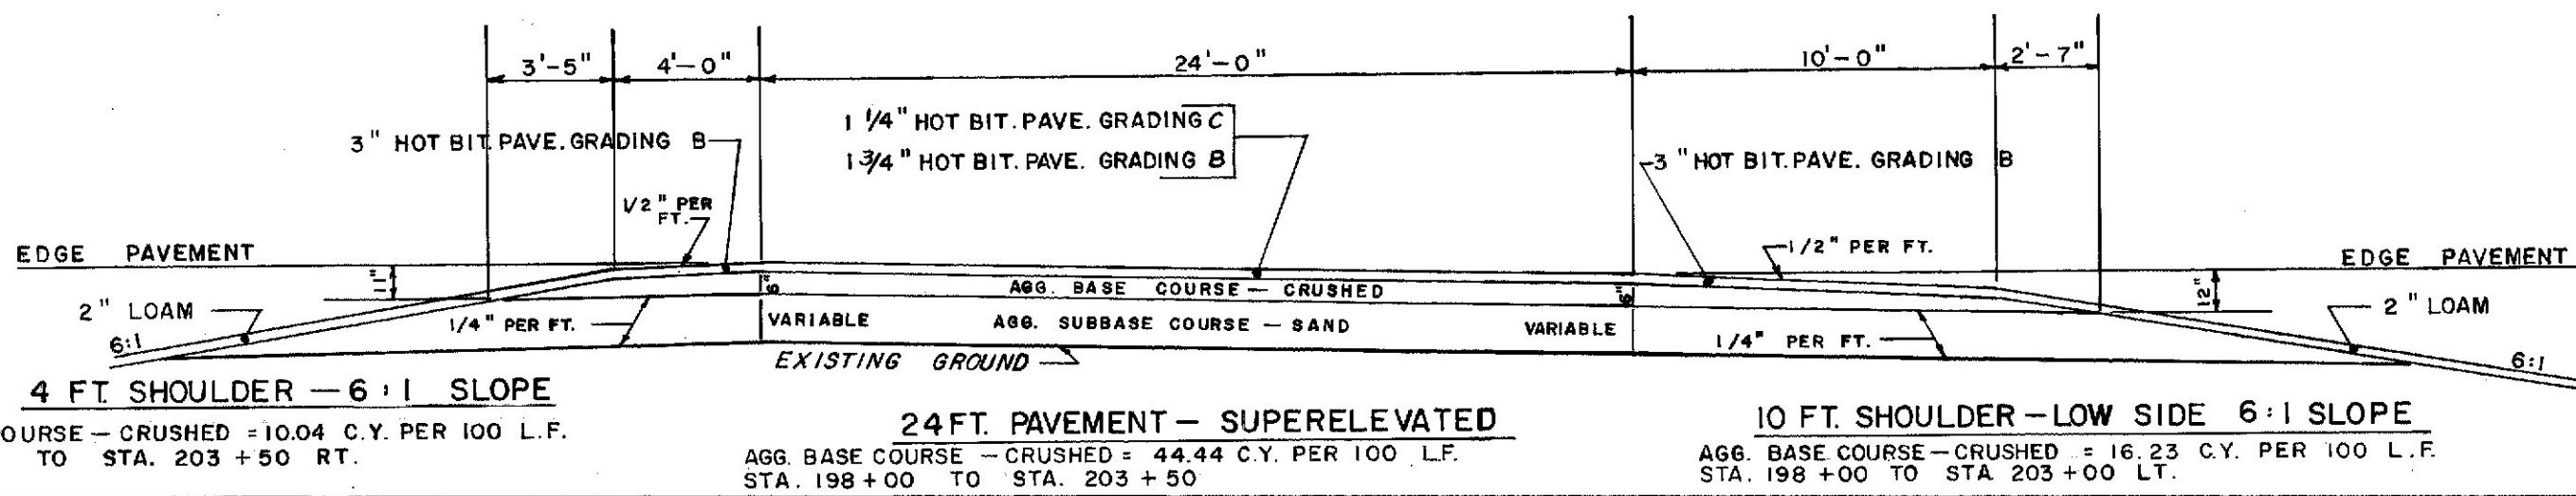 3'-5" 4'-0" 24'-0" 10'-0" 2'-7"
3" HOT BIT. PAVE. GRADING B
1 1/4" HOT BIT. PAVE. GRADING C
1 3/4" HOT BIT. PAVE. GRADING B
3" HOT BIT. PAVE. GRADING B
1/2" PER
FT.
1/2" PER FT.
EDGE PAVEMENT
EDGE PAVEMENT
11"
6"
AGG. BASE COURSE — CRUSHED
6"
12"
2" LOAM
2" LOAM
1/4" PER FT.
VARIABLE
AGG. SUBBASE COURSE — SAND
VARIABLE
1/4" PER FT.
6:1
6:1
EXISTING GROUND
4 FT. SHOULDER — 6:1 SLOPE
OURSE — CRUSHED = 10.04 C.Y. PER 100 L.F.
TO STA. 203 + 50 RT.
24 FT. PAVEMENT — SUPERELEVATED
AGG. BASE COURSE — CRUSHED = 44.44 C.Y. PER 100 L.F.
STA. 198 + 00 TO STA. 203 + 50
10 FT. SHOULDER — LOW SIDE 6:1 SLOPE
AGG. BASE COURSE — CRUSHED = 16.23 C.Y. PER 100 L.F.
STA. 198 + 00 TO STA 203 + 00 LT.